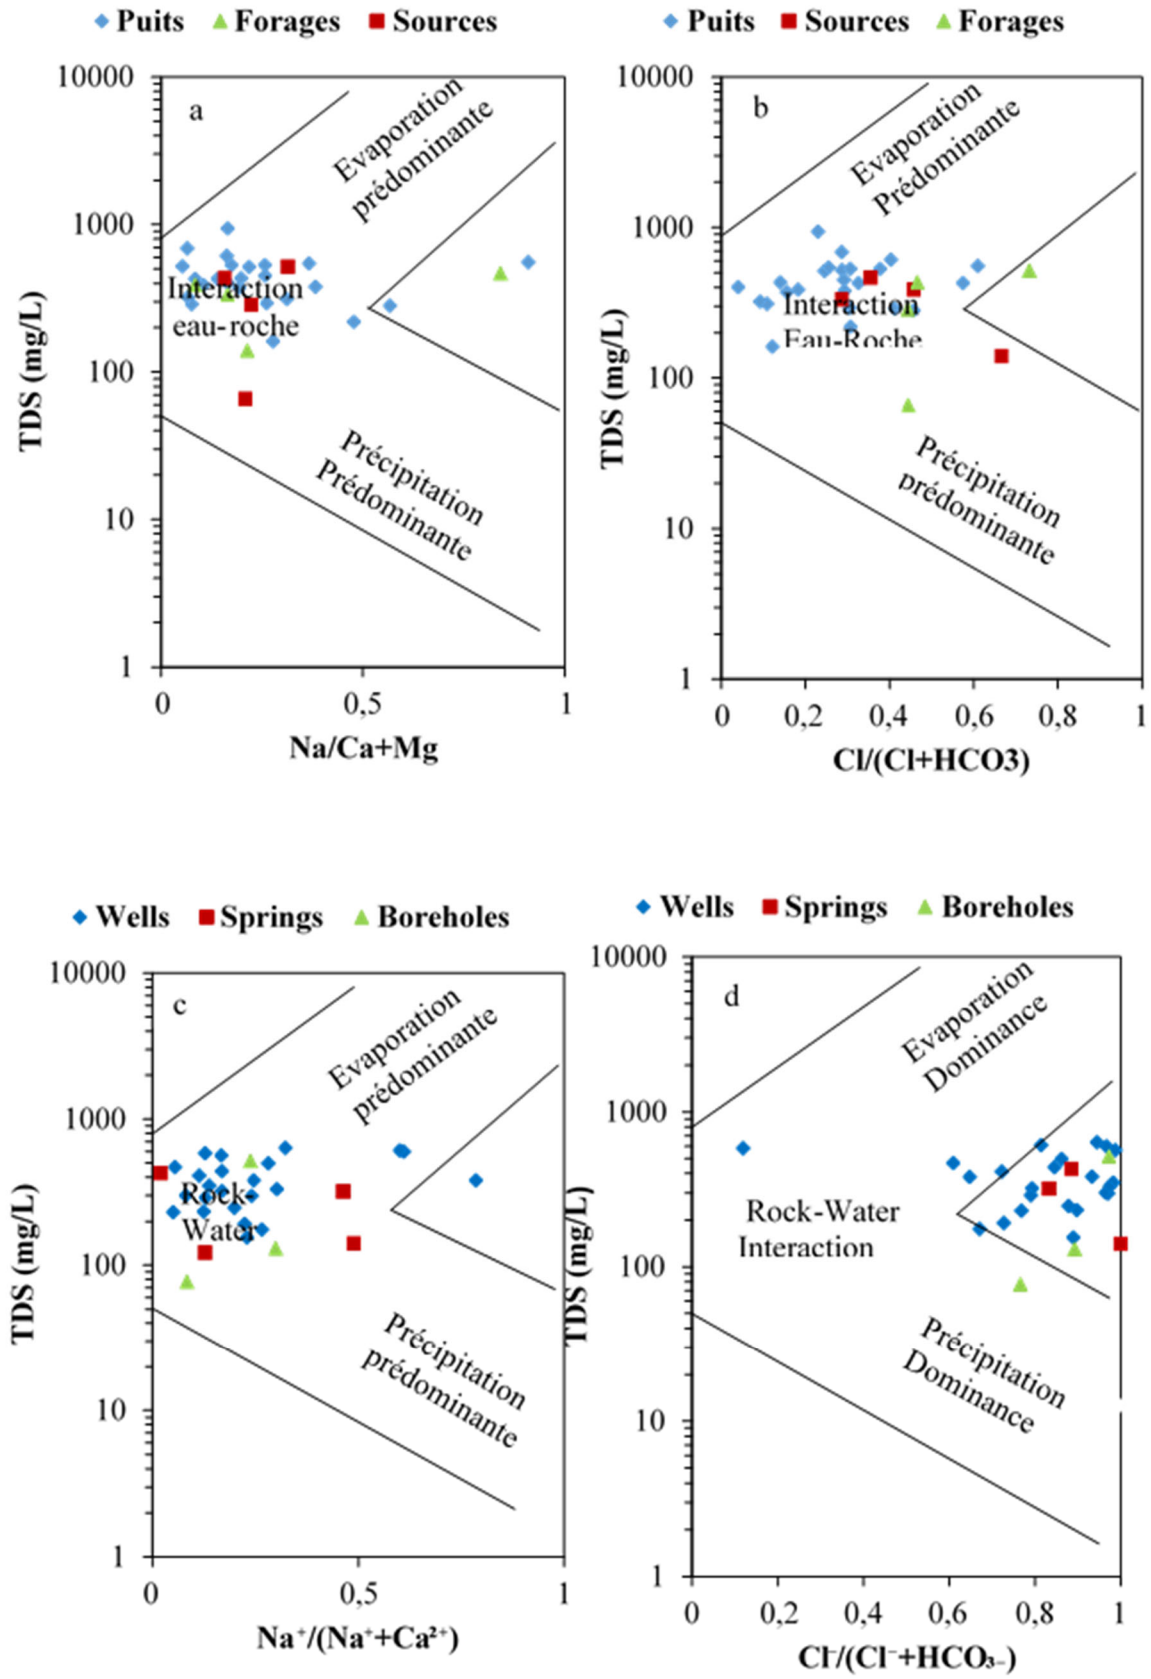 Puits Forages Sources
a
Evaporation
prédominante
Interaction
eau-roche
Précipitation
Prédominante
10000
1000
100
10
1
TDS (mg/L)
0 0,5 1
Na/Ca+Mg
Puits Sources Forages
b
Evaporation
Prédominante
Interaction
Eau-Roche
Précipitation
prédominante
10000
1000
100
10
1
TDS (mg/L)
0 0,2 0,4 0,6 0,8 1
Cl/(Cl+HCO3)
Wells Springs Boreholes
c
Evaporation
prédominante
Rock-
Water
Précipitation
prédominante
10000
1000
100
10
1
TDS (mg/L)
0 0,5 1
Na⁺/(Na⁺+Ca²⁺)
Wells Springs Boreholes
d
Evaporation
Dominance
Rock-Water
Interaction
Précipitation
Dominance
10000
1000
100
10
1
TDS (mg/L)
0 0,2 0,4 0,6 0,8 1
Cl⁻/(Cl⁻+HCO₃₋)